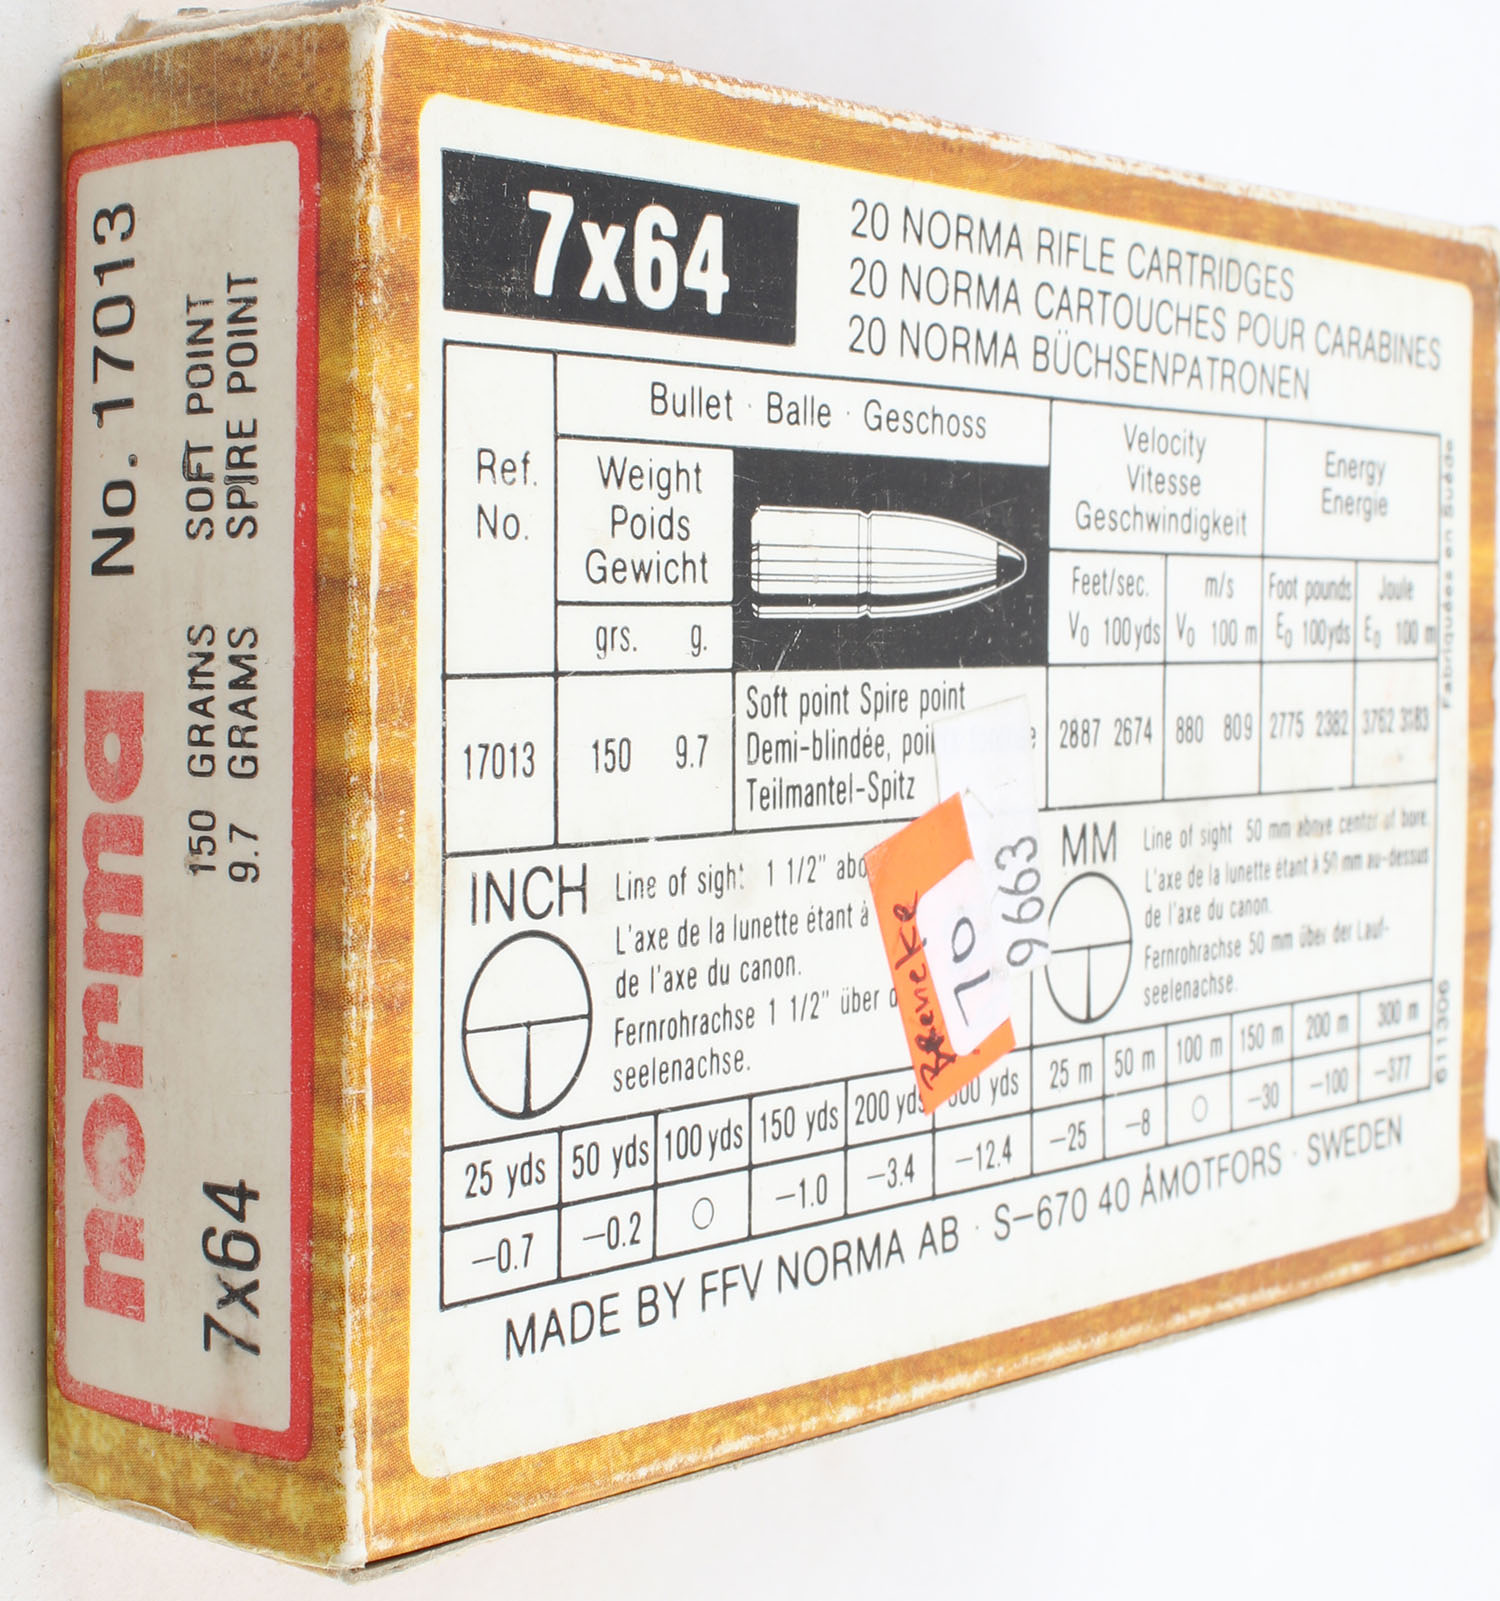 norma
No. 17013
7x64
150 GRAINS SOFT POINT
9.7 GRAMS SPIRE POINT
7x64
20 NORMA RIFLE CARTRIDGES
20 NORMA CARTOUCHES POUR CARABINES
20 NORMA BÜCHSENPATRONEN
Ref.
No.
Bullet · Balle · Geschoss
Weight
Poids
Gewicht
grs. g.
Velocity
Vitesse
Geschwindigkeit
Energy
Energie
Feet/sec. m/s Foot pounds Joule
V0 100yds V0 100 m E0 100yds E0 100 m
17013 150 9.7
Soft point Spire point
Demi-blindée,
Teilmantel-Spitz
2887 2674 880 809 2775 2382 3762
Fabriquées en Suède
INCH
Line of sight 1 1/2"
L'axe de la lunette étant à
de l'axe du canon.
Fernrohrachse 1 1/2" über
seelenachse.
70
9663
MM
Line of sight 50 mm above center of bore.
L'axe de la lunette étant à 50 mm au-dessus
de l'axe du canon.
Fernrohrachse 50 mm über der Lauf-
seelenachse.
25 yds 50 yds 100 yds 150 yds 200 yds yds 25 m 50 m 100 m 150 m 200 m 300 m
−0.7 −0.2 O −1.0 −3.4 −12.4 −25 −8 O −30 −100 −377
611306
MADE BY FFV NORMA AB · S−670 40 ÅMOTFORS · SWEDEN